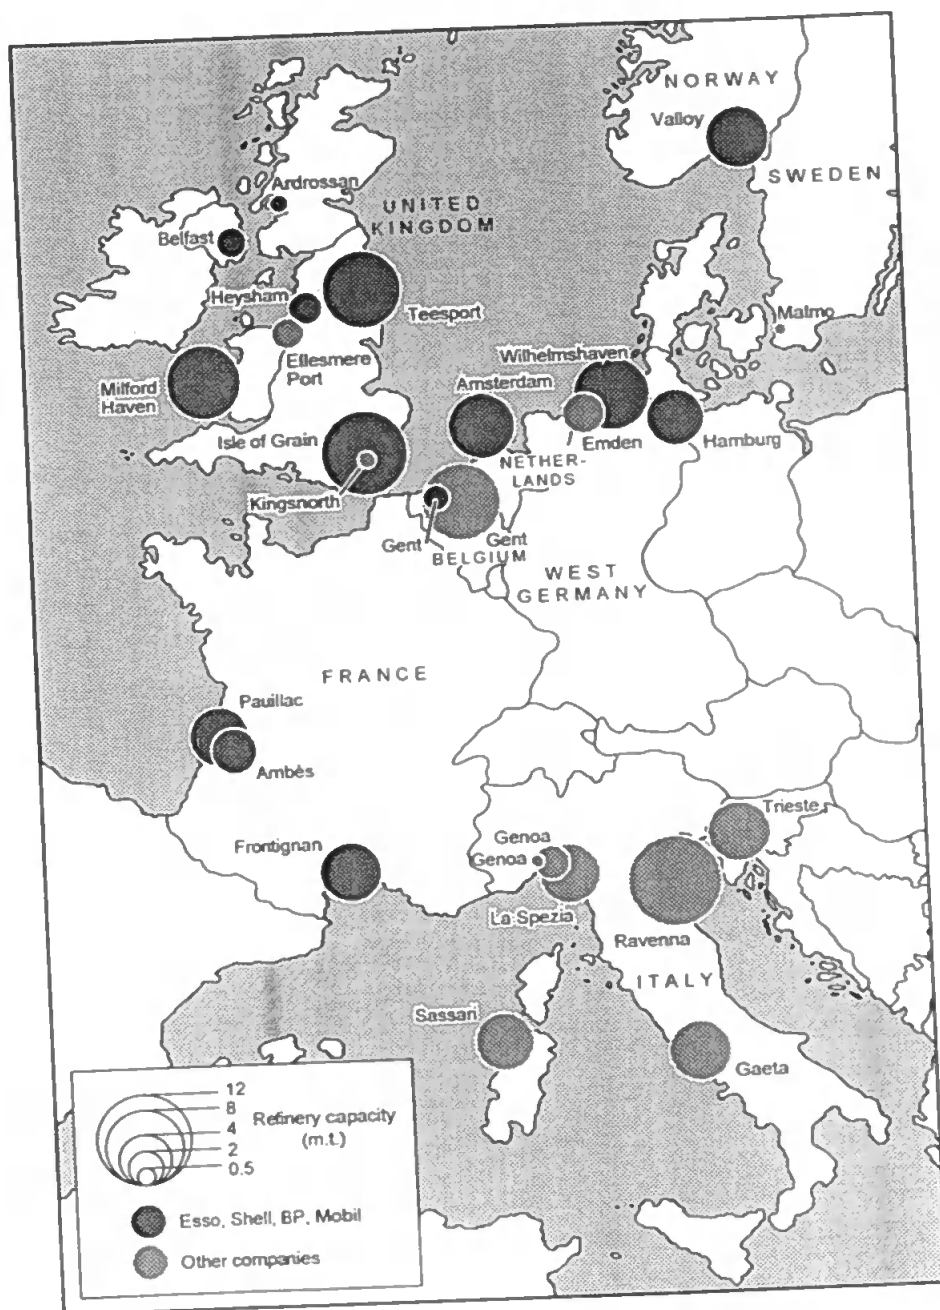 NORWAY
Valloy
SWEDEN
Ardrossan
UNITED
KINGDOM
Belfast
Heysham
Teesport
Malmo
Ellesmere
Port
Wilhelmshaven
Milford
Haven
Amsterdam
Isle of Grain
Emden
Hamburg
NETHER-
LANDS
Kingsnorth
Gent
Gent
BELGIUM
WEST
GERMANY
FRANCE
Pauillac
Ambès
Trieste
Genoa
Frontignan
Genoa
La Spezia
Ravenna
ITALY
Sassari
Gaeta
12
8
4
2
0.5
Refinery capacity
(m.t.)
Esso, Shell, BP, Mobil
Other companies